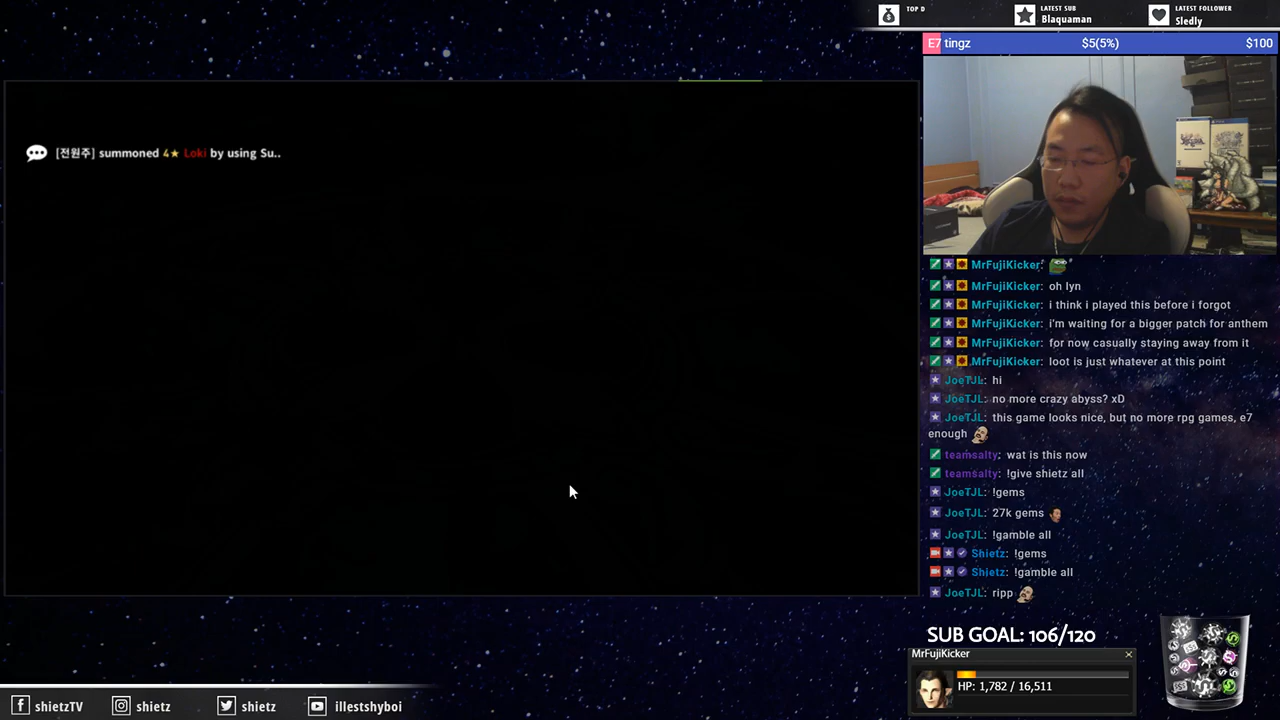 TOP D
LATEST SUB
Blaquaman
LATEST FOLLOWER
Sledly
E7 tingz $5(5%) $100
[전원주] summoned 4★ Loki by using Su..
MrFujiKicker:
MrFujiKicker: oh lyn
MrFujiKicker: i think i played this before i forgot
MrFujiKicker: i'm waiting for a bigger patch for anthem
MrFujiKicker: for now casually staying away from it
MrFujiKicker: loot is just whatever at this point
JoeTJL: hi
JoeTJL: no more crazy abyss? xD
JoeTJL: this game looks nice, but no more rpg games, e7
enough
teamsalty: wat is this now
teamsalty: !give shietz all
JoeTJL: !gems
JoeTJL: 27k gems
JoeTJL: !gamble all
Shietz: !gems
Shietz: !gamble all
JoeTJL: ripp
SUB GOAL: 106/120
MrFujiKicker
HP: 1,782 / 16,511
shietzTV shietz shietz illestshyboi